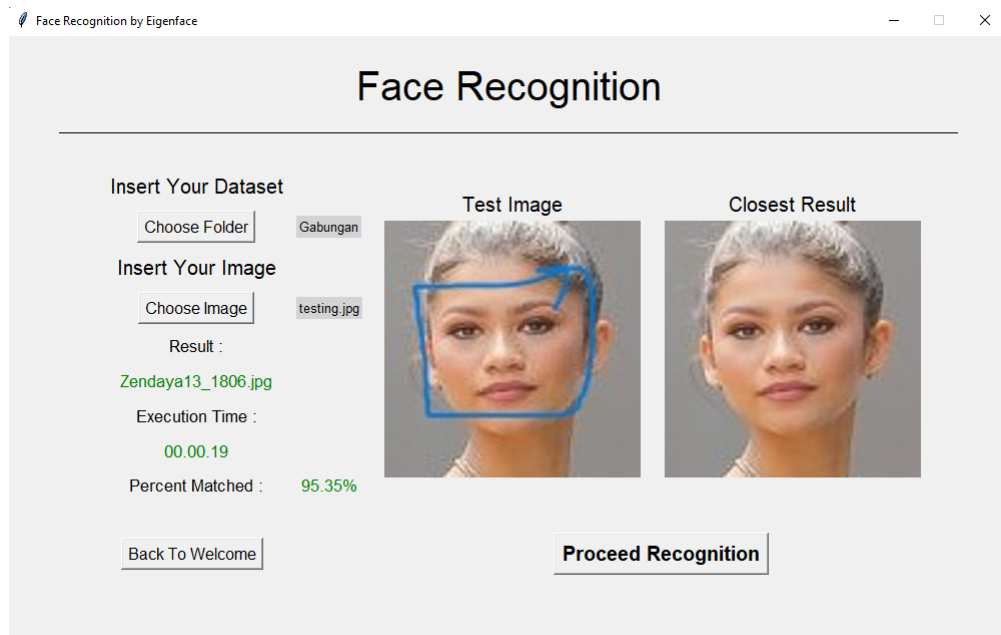 Face Recognition by Eigenface
Face Recognition
Insert Your Dataset
Choose Folder
Gabungan
Insert Your Image
Choose Image
testing.jpg
Result :
Zendaya13_1806.jpg
Execution Time :
00.00.19
Percent Matched :
95.35%
Back To Welcome
Test Image
Closest Result
Proceed Recognition